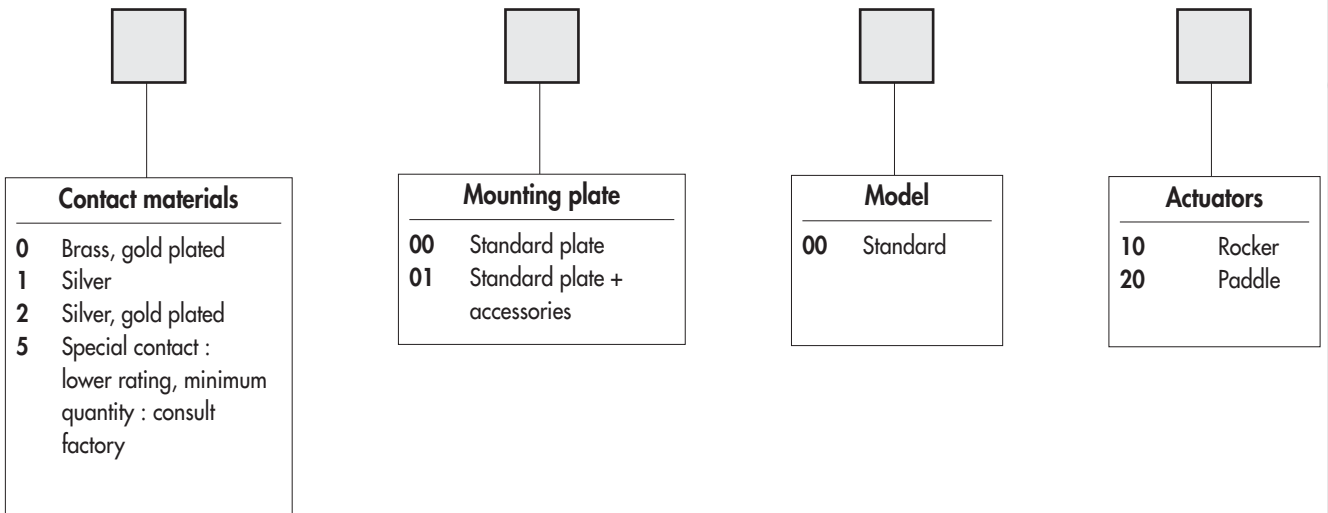 Contact materials
0 Brass, gold plated
1 Silver
2 Silver, gold plated
5 Special contact :
lower rating, minimum
quantity : consult
factory
Mounting plate
00 Standard plate
01 Standard plate +
accessories
Model
00 Standard
Actuators
10 Rocker
20 Paddle